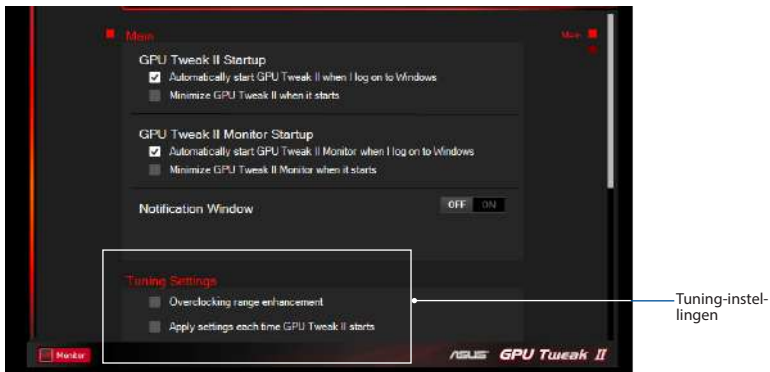 Main
Main
GPU Tweak II Startup
Automatically start GPU Tweak II when I log on to Windows
Minimize GPU Tweak II when it starts
GPU Tweak II Monitor Startup
Automatically start GPU Tweak II Monitor when I log on to Windows
Minimize GPU Tweak II Monitor when it starts
Notification Window
OFF ON
Tuning Settings
Overclocking range enhancement
Apply settings each time GPU Tweak II starts
Tuning-instel-
lingen
Monitor
ASUS GPU Tweak II